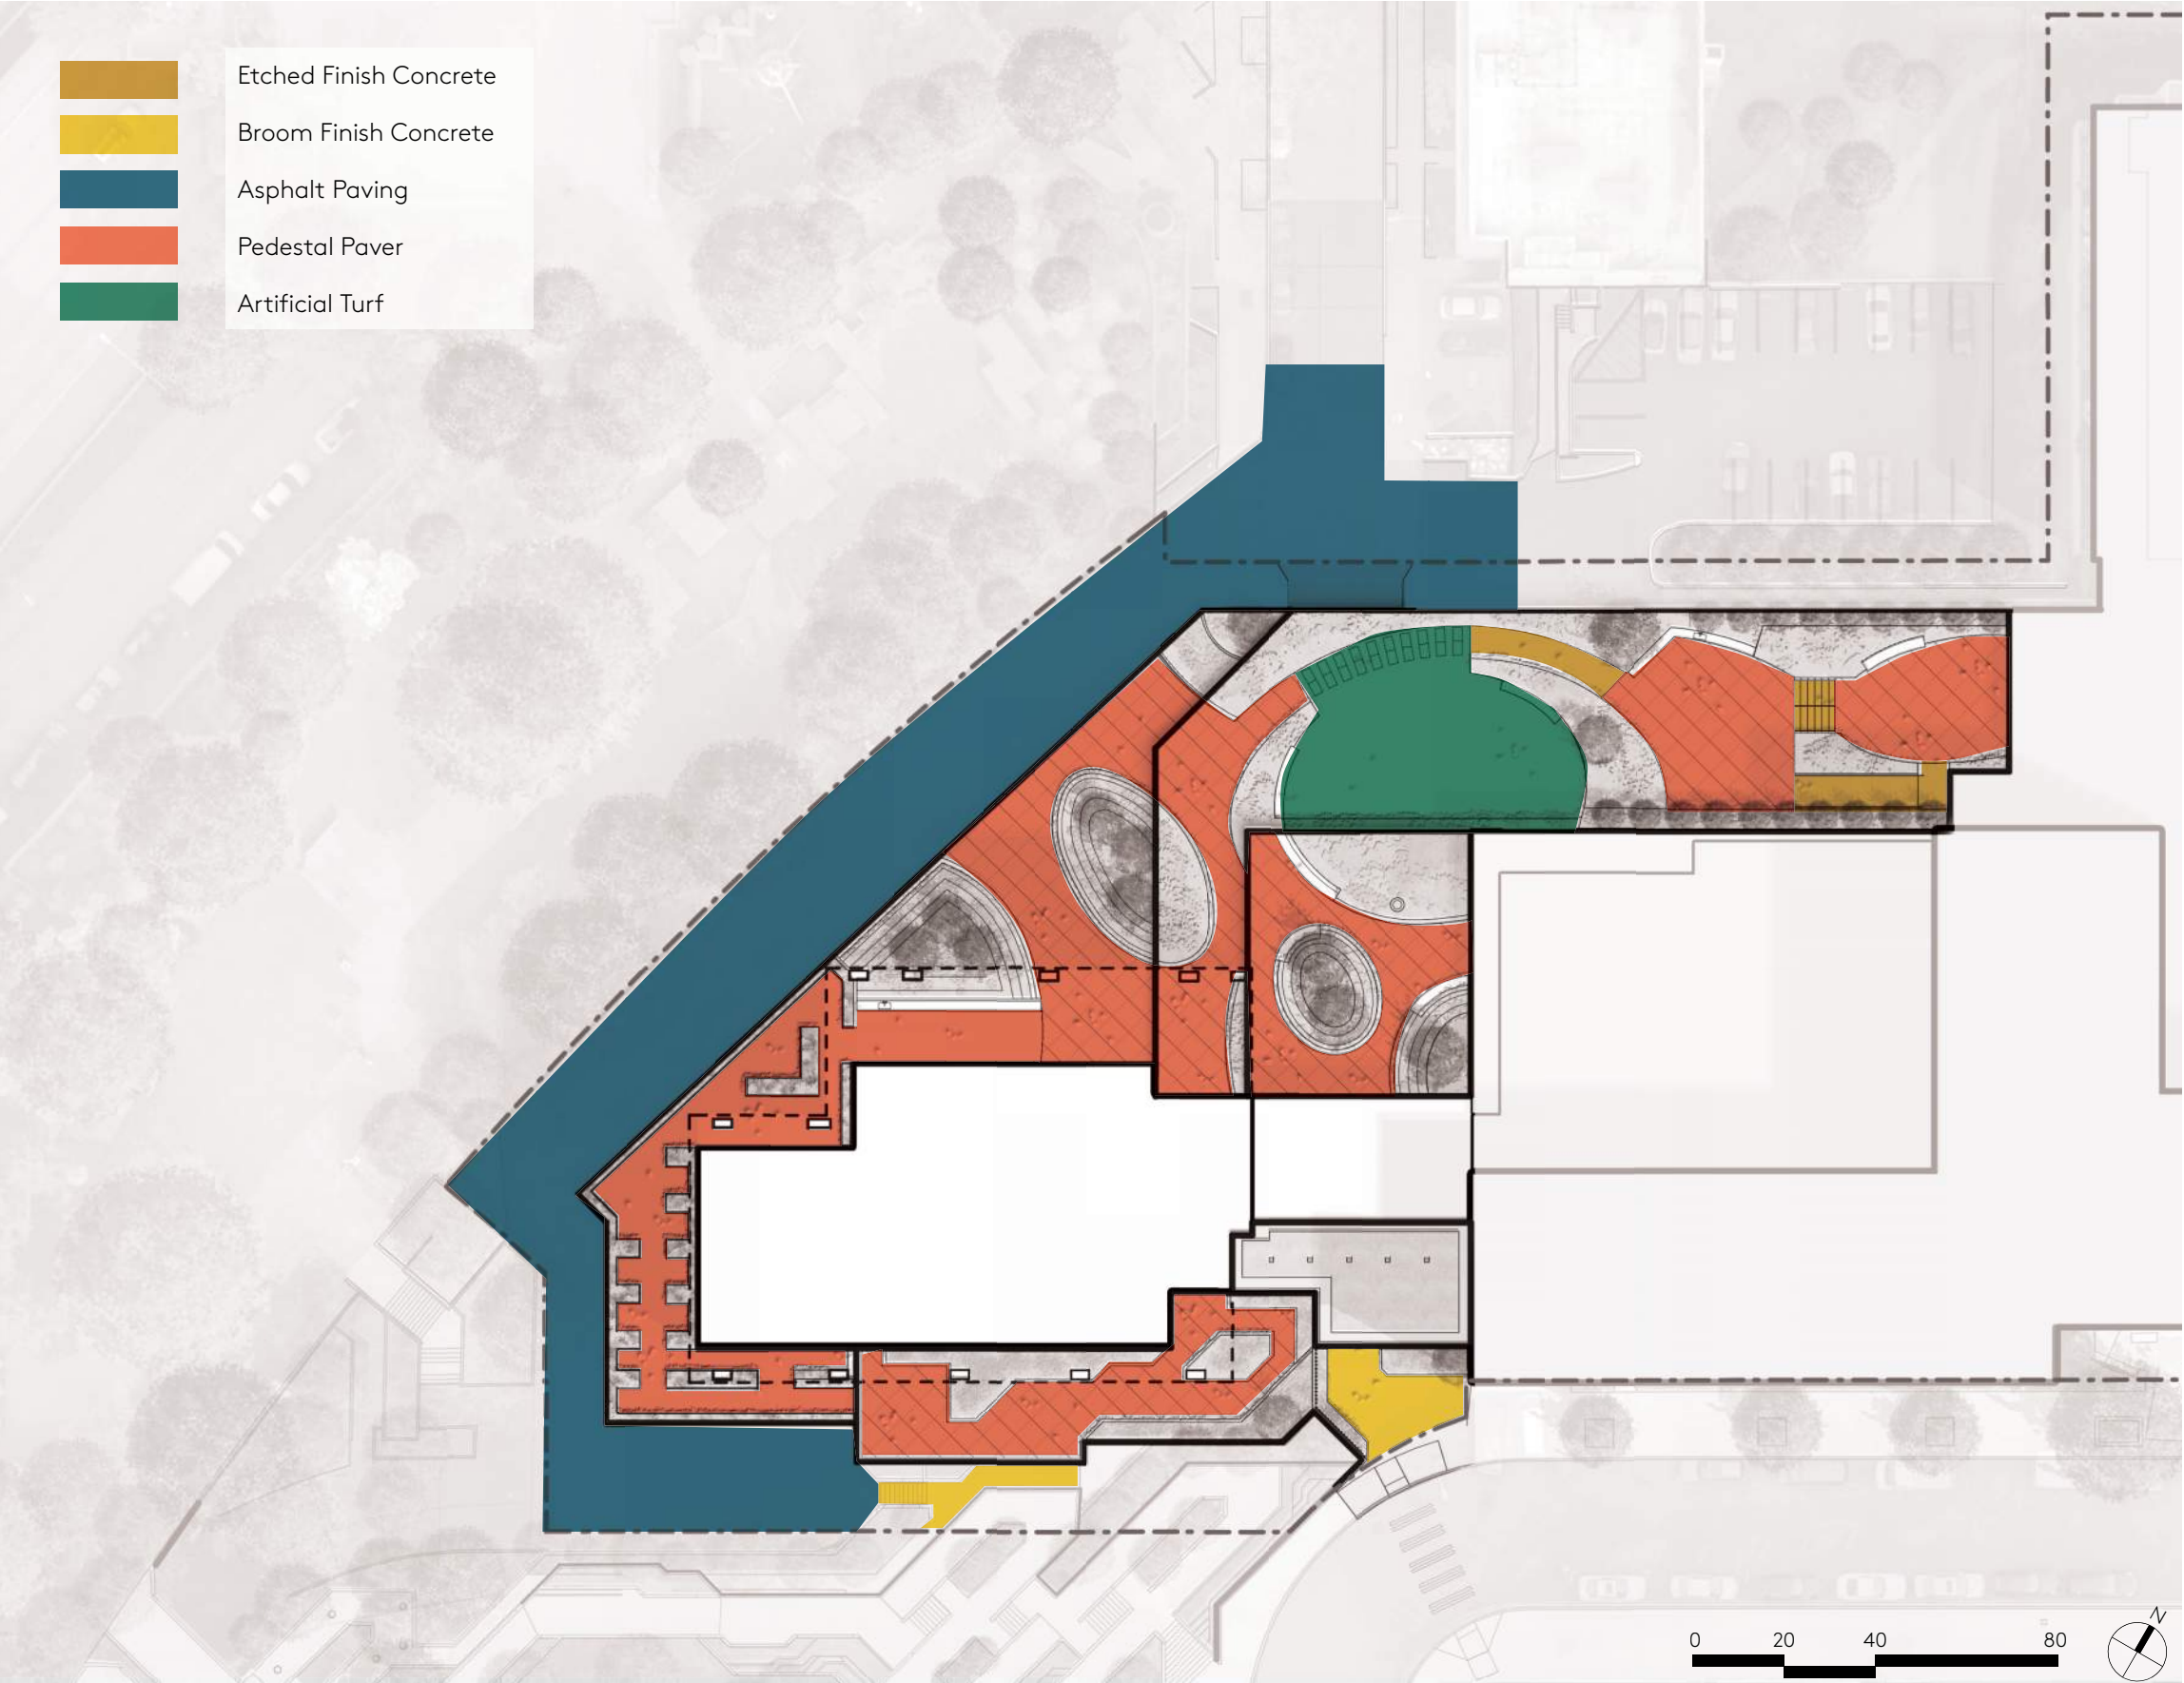 Etched Finish Concrete
Broom Finish Concrete
Asphalt Paving
Pedestal Paver
Artificial Turf
0 20 40 80
N